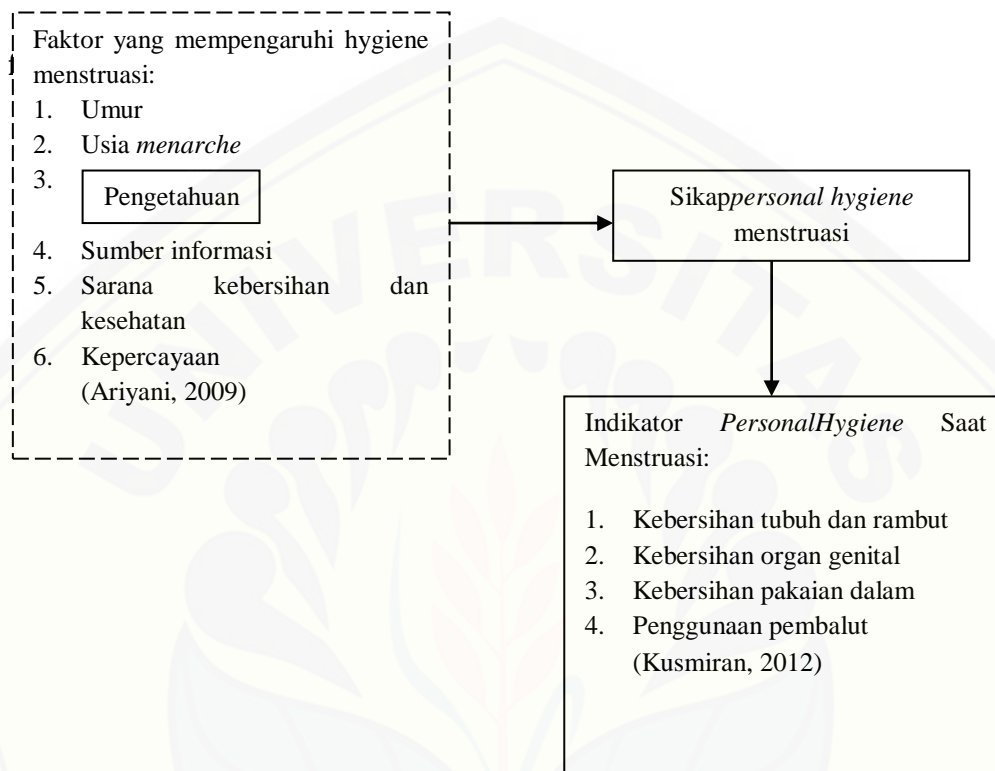 Faktor yang mempengaruhi hygiene
menstruasi:
1. Umur
2. Usia menarche
3. Pengetahuan
4. Sumber informasi
5. Sarana kebersihan dan
kesehatan
6. Kepercayaan
(Ariyani, 2009)
Sikappersonal hygiene
menstruasi
Indikator PersonalHygiene Saat
Menstruasi:
1. Kebersihan tubuh dan rambut
2. Kebersihan organ genital
3. Kebersihan pakaian dalam
4. Penggunaan pembalut
(Kusmiran, 2012)
UNIVERSITAS